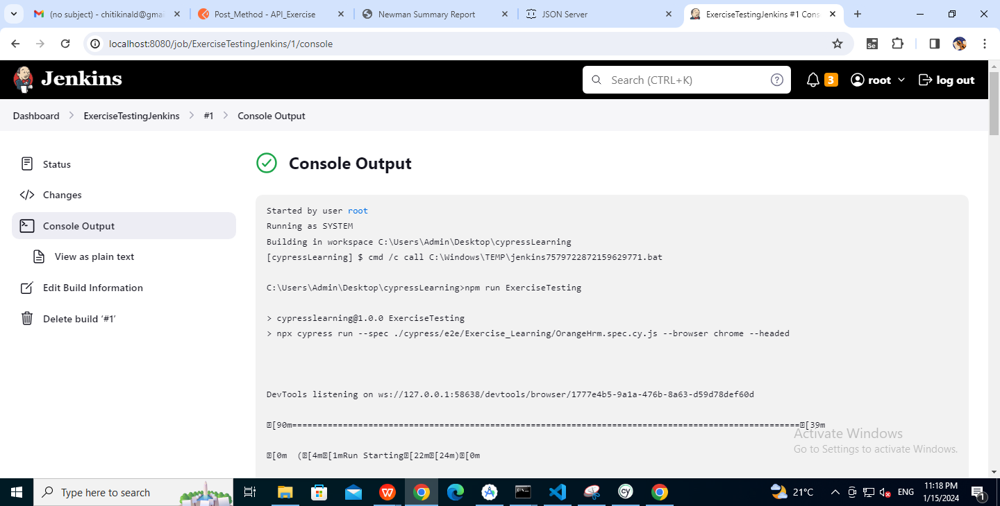 (no subject) - chitikinald@gmai
Post_Method - API_Exercise
Newman Summary Report
JSON Server
ExerciseTestingJenkins #1 Cons
localhost:8080/job/ExerciseTestingJenkins/1/console
Se
Jenkins
Search (CTRL+K)
?
3
root
log out
Dashboard
ExerciseTestingJenkins
#1
Console Output
Status
Changes
Console Output
View as plain text
Edit Build Information
Delete build ‘#1’
Console Output
Started by user root
Running as SYSTEM
Building in workspace C:\Users\Admin\Desktop\cypressLearning
[cypressLearning] $ cmd /c call C:\Windows\TEMP\jenkins7579722872159629771.bat
C:\Users\Admin\Desktop\cypressLearning>npm run ExerciseTesting
> cypresslearning@1.0.0 ExerciseTesting
> npx cypress run --spec ./cypress/e2e/Exercise_Learning/OrangeHrm.spec.cy.js --browser chrome --headed
DevTools listening on ws://127.0.0.1:58638/devtools/browser/1777e4b5-9a1a-476b-8a63-d59d78def60d
[90m====================================================================================================[39m
[0m  ([4m[1mRun Starting[22m[24m)[0m
Activate Windows
Go to Settings to activate Windows.
Type here to search
W
cy
21°C
ENG
11:18 PM
1/15/2024
1